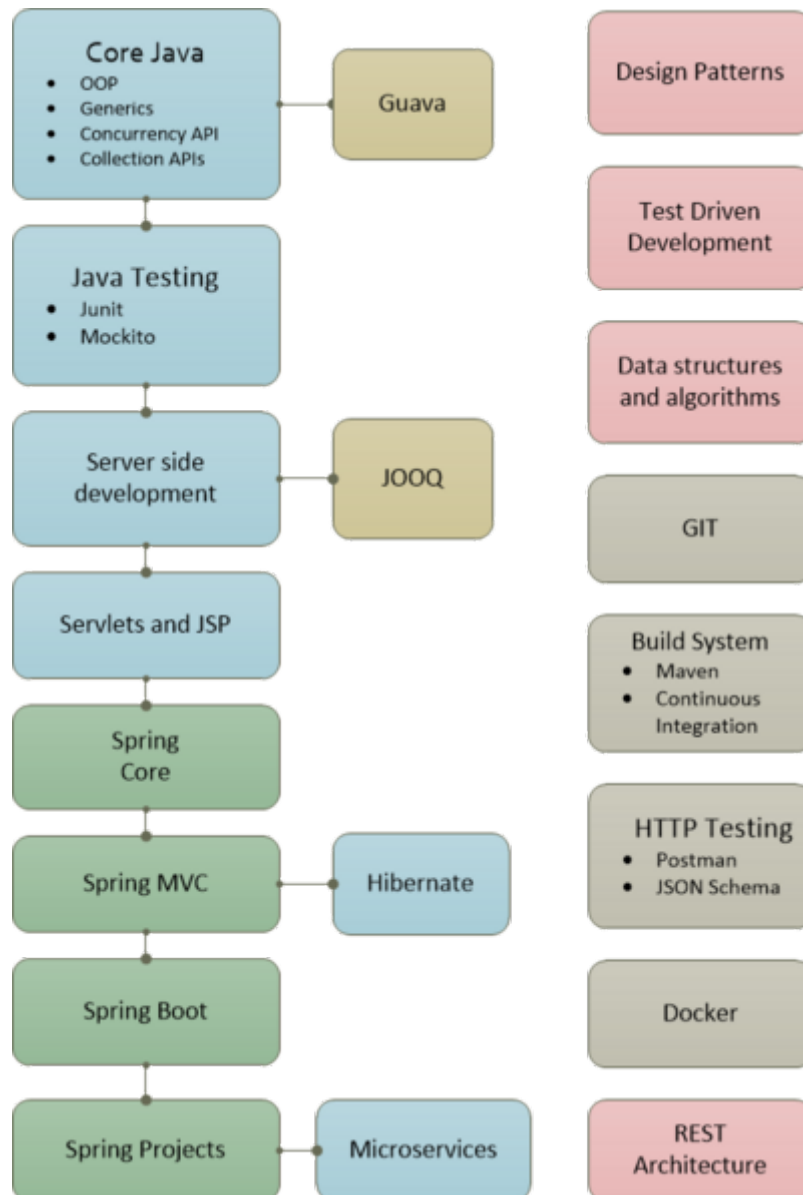 Core Java
• OOP
• Generics
• Concurrency API
• Collection APIs
Guava
Java Testing
• Junit
• Mockito
Server side
development
JOOQ
Servlets and JSP
Spring
Core
Spring MVC
Hibernate
Spring Boot
Spring Projects
Microservices
Design Patterns
Test Driven
Development
Data structures
and algorithms
GIT
Build System
• Maven
• Continuous
Integration
HTTP Testing
• Postman
• JSON Schema
Docker
REST
Architecture